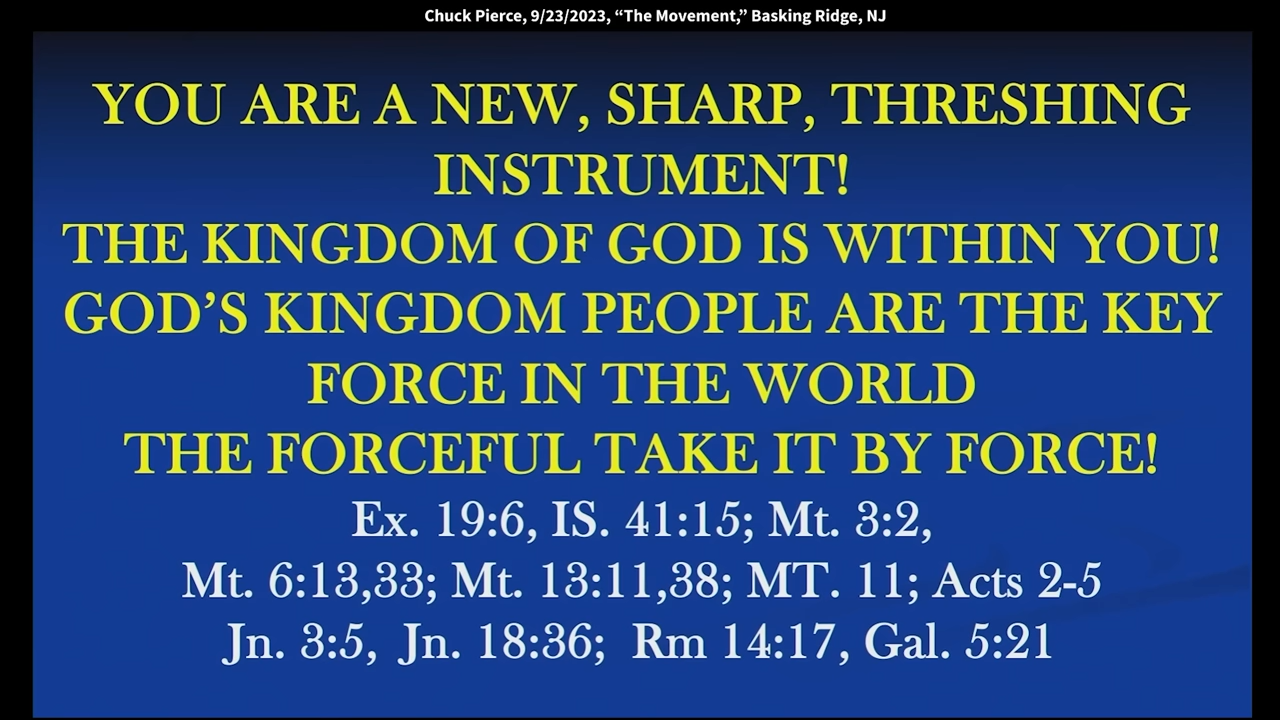 Chuck Pierce, 9/23/2023, “The Movement,” Basking Ridge, NJ
YOU ARE A NEW, SHARP, THRESHING
INSTRUMENT!
THE KINGDOM OF GOD IS WITHIN YOU!
GOD’S KINGDOM PEOPLE ARE THE KEY
FORCE IN THE WORLD
THE FORCEFUL TAKE IT BY FORCE!
Ex. 19:6, IS. 41:15; Mt. 3:2,
Mt. 6:13,33; Mt. 13:11,38; MT. 11; Acts 2-5
Jn. 3:5, Jn. 18:36; Rm 14:17, Gal. 5:21